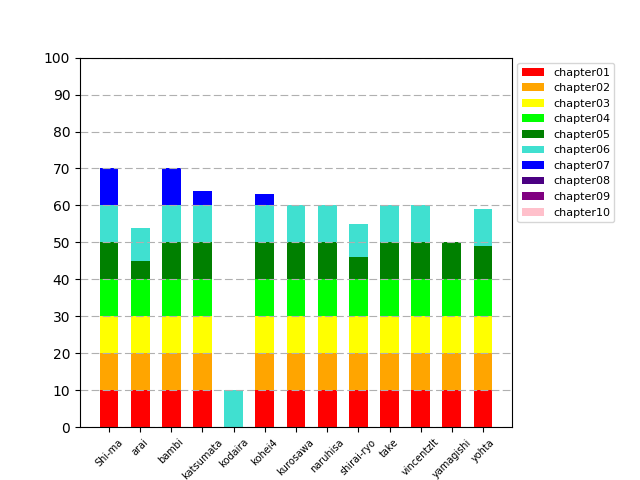 100
90
80
70
60
50
40
30
20
10
0
Shi-ma
arai
bambi
katsumata
kodaira
kohei4
kurosawa
naruhisa
shirai-ryo
take
vincentzlt
yamagishi
yohta
chapter01
chapter02
chapter03
chapter04
chapter05
chapter06
chapter07
chapter08
chapter09
chapter10